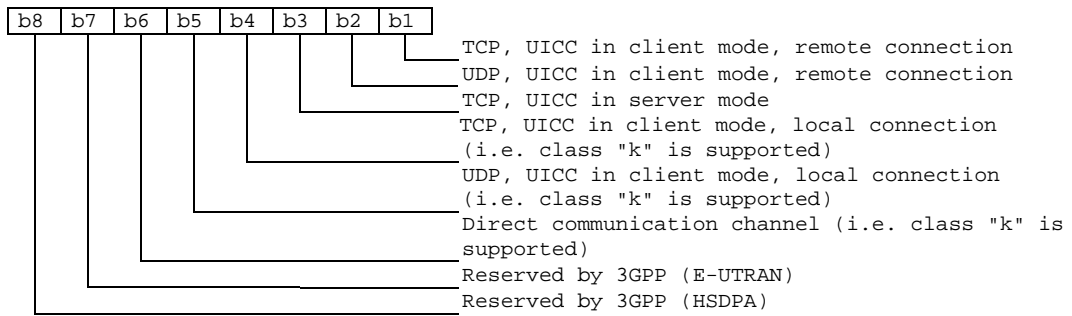 b8 b7 b6 b5 b4 b3 b2 b1
TCP, UICC in client mode, remote connection
UDP, UICC in client mode, remote connection
TCP, UICC in server mode
TCP, UICC in client mode, local connection
(i.e. class "k" is supported)
UDP, UICC in client mode, local connection
(i.e. class "k" is supported)
Direct communication channel (i.e. class "k" is
supported)
Reserved by 3GPP (E-UTRAN)
Reserved by 3GPP (HSDPA)